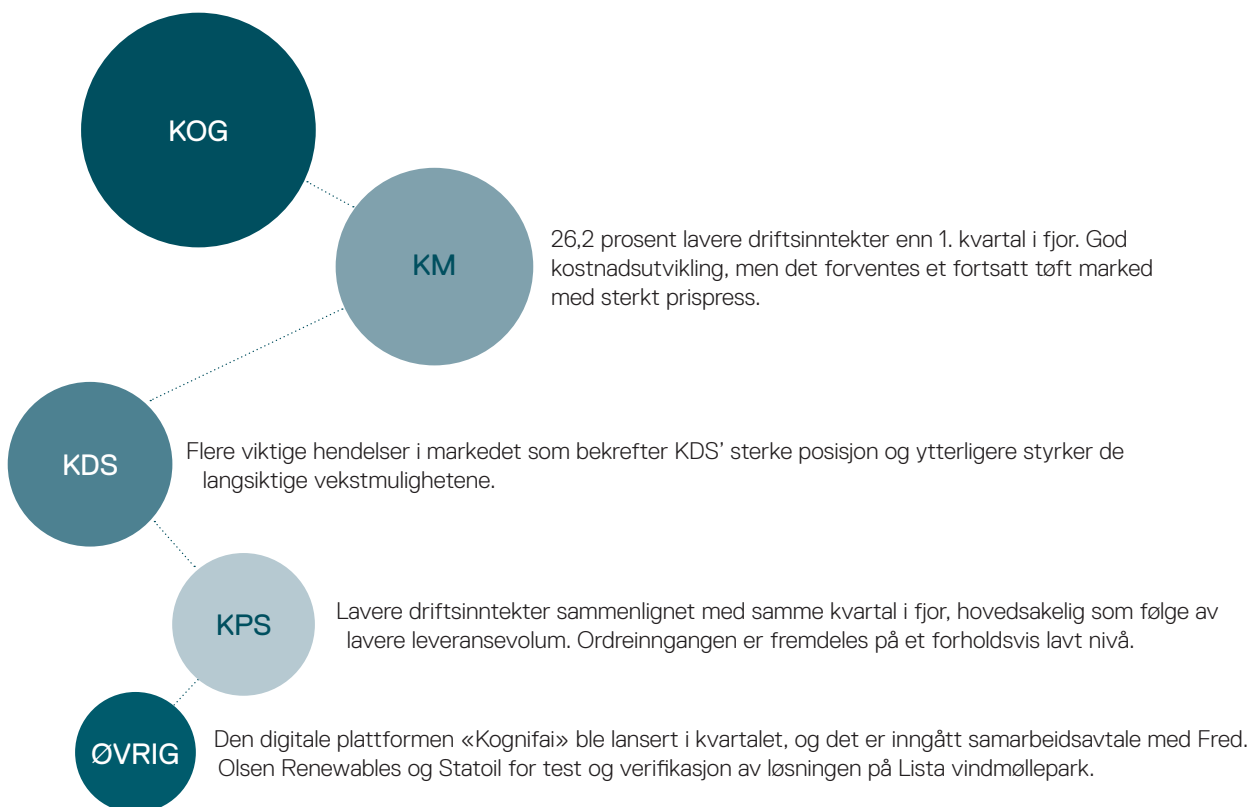 KOG
KM
26,2 prosent lavere driftsinntekter enn 1. kvartal i fjor. God
kostnadsutvikling, men det forventes et fortsatt tøft marked
med sterkt prispress.
KDS
Flere viktige hendelser i markedet som bekrefter KDS’ sterke posisjon og ytterligere styrker de
langsiktige vekstmulighetene.
KPS
Lavere driftsinntekter sammenlignet med samme kvartal i fjor, hovedsakelig som følge av
lavere leveransevolum. Ordreinngangen er fremdeles på et forholdsvis lavt nivå.
ØVRIG
Den digitale plattformen «Kognifai» ble lansert i kvartalet, og det er inngått samarbeidsavtale med Fred.
Olsen Renewables og Statoil for test og verifikasjon av løsningen på Lista vindmøllepark.